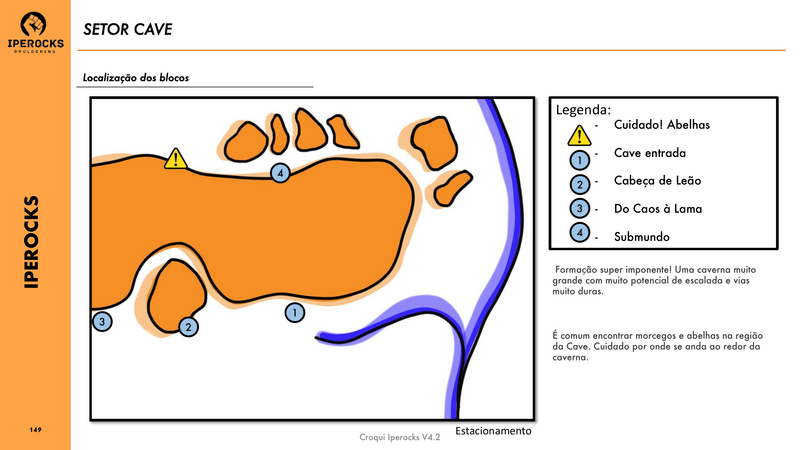 IPEROCKS
BOULDERING
SETOR CAVE
Localização dos blocos
Legenda:
! - Cuidado! Abelhas
1 - Cave entrada
2 - Cabeça de Leão
3 - Do Caos à Lama
4 - Submundo
!
4
1
2
3
Formação super imponente! Uma caverna muito
grande com muito potencial de escalada e vias
muito duras.
É comum encontrar morcegos e abelhas na região
da Cave. Cuidado por onde se anda ao redor da
caverna.
IPEROCKS
149
Estacionamento
Croqui Iperocks V4.2